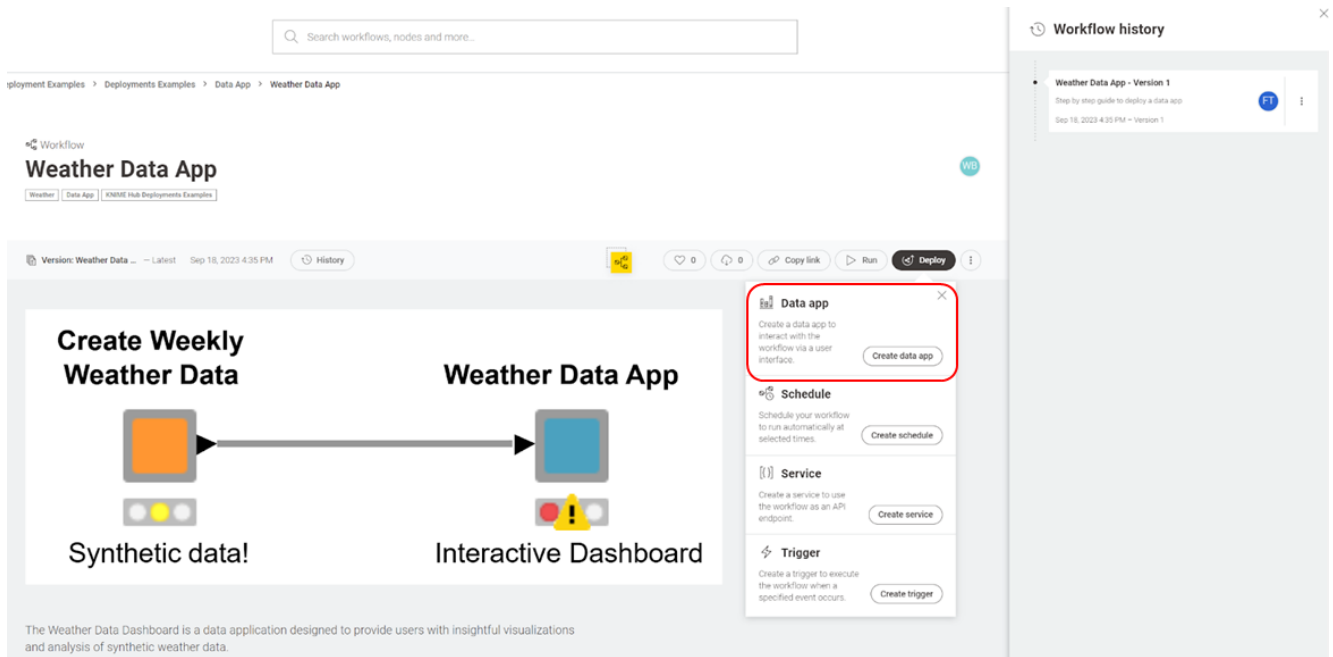 Search workflows, nodes and more...
eployment Examples > Deployments Examples > Data App > Weather Data App
Workflow
Weather Data App
Weather Data App KNIME Hub Deployments Examples
WB
Version: Weather Data ... – Latest Sep 18, 2023 4:35 PM History
0 0 Copy link Run Deploy
Create Weekly
Weather Data
Weather Data App
Synthetic data!
Interactive Dashboard
Data app
Create a data app to
interact with the
workflow via a user
interface.
Create data app
Schedule
Schedule your workflow
to run automatically at
selected times.
Create schedule
Service
Create a service to use
the workflow as an API
endpoint.
Create service
Trigger
Create a trigger to execute
the workflow when a
specified event occurs.
Create trigger
The Weather Data Dashboard is a data application designed to provide users with insightful visualizations
and analysis of synthetic weather data.
Workflow history
Weather Data App - Version 1
Step by step guide to deploy a data app
Sep 18, 2023 4:35 PM – Version 1
FT